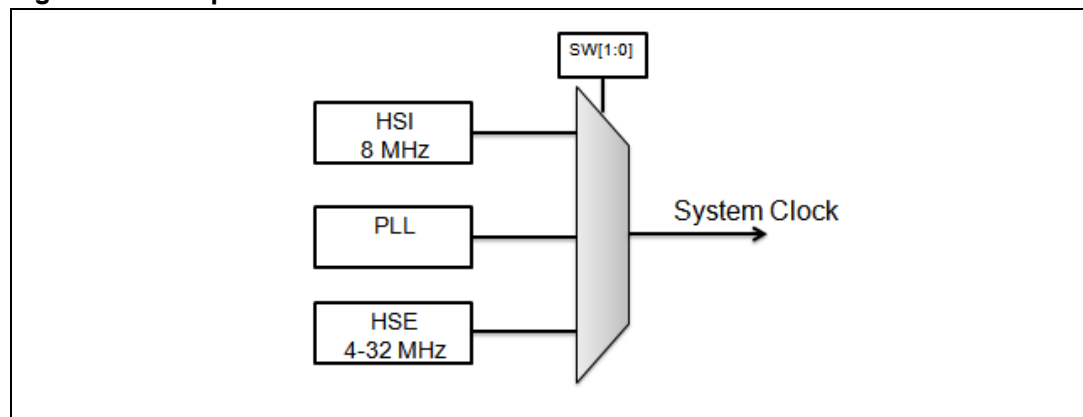 SW[1:0]
HSI
8 MHz
PLL
System Clock
HSE
4-32 MHz